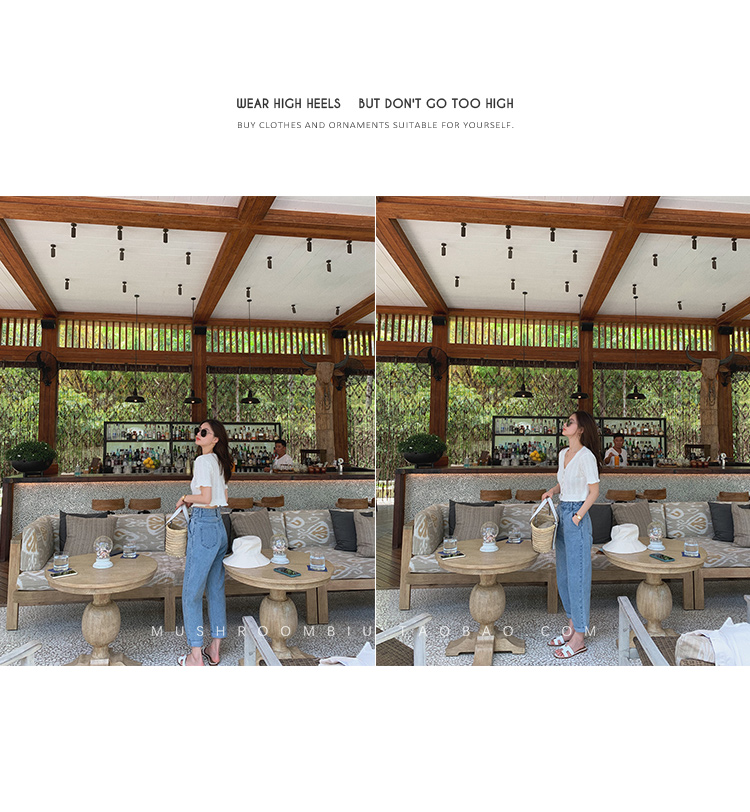 WEAR HIGH HEELS BUT DON'T GO TOO HIGH
BUY CLOTHES AND ORNAMENTS SUITABLE FOR YOURSELF.
MUSHROOMBIU.TAOBAO.COM